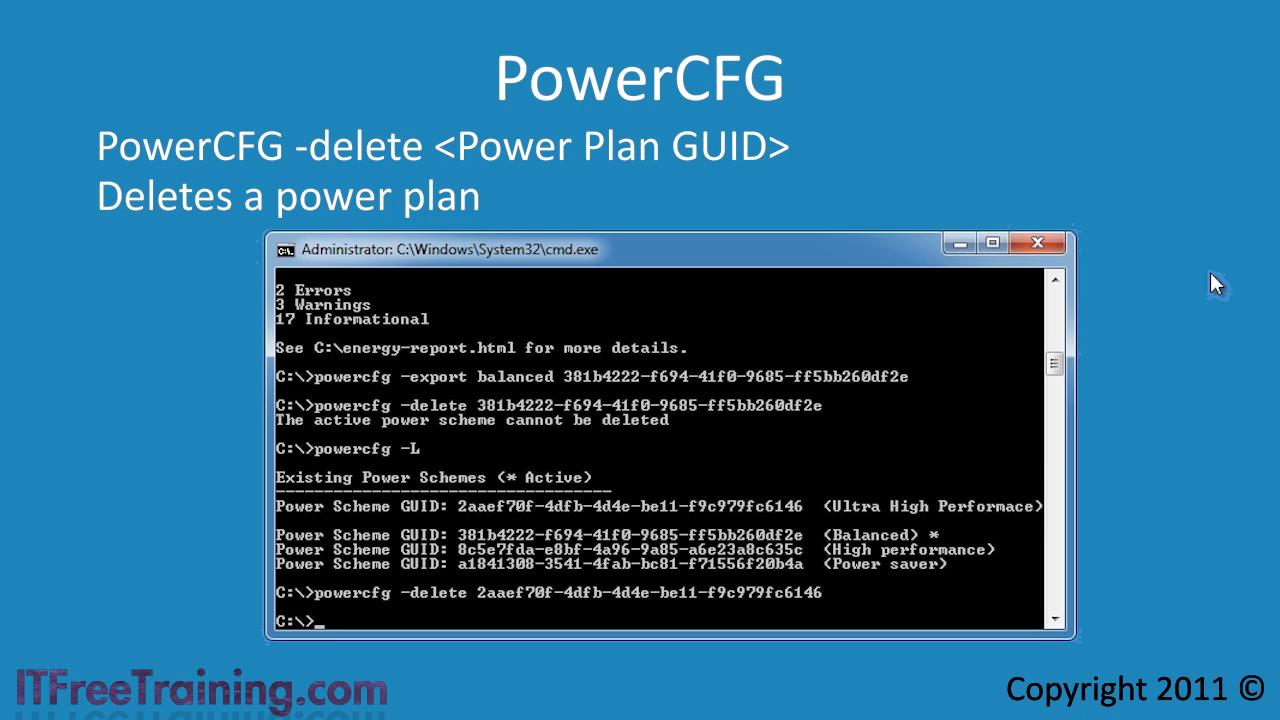 PowerCFG
PowerCFG -delete <Power Plan GUID>
Deletes a power plan
Administrator: C:\Windows\System32\cmd.exe
2 Errors
3 Warnings
17 Informational
See C:\energy-report.html for more details.
C:\>powercfg -export balanced 381b4222-f694-41f0-9685-ff5bb260df2e
C:\>powercfg -delete 381b4222-f694-41f0-9685-ff5bb260df2e
The active power scheme cannot be deleted
C:\>powercfg -L
Existing Power Schemes (* Active)
-----------------------------------
Power Scheme GUID: 2aaef70f-4dfb-4d4e-be11-f9c979fc6146  (Ultra High Performace)
Power Scheme GUID: 381b4222-f694-41f0-9685-ff5bb260df2e  (Balanced) *
Power Scheme GUID: 8c5e7fda-e8bf-4a96-9a85-a6e23a8c635c  (High performance)
Power Scheme GUID: a1841308-3541-4fab-bc81-f71556f20b4a  (Power saver)
C:\>powercfg -delete 2aaef70f-4dfb-4d4e-be11-f9c979fc6146
C:\>_
ITFreeTraining.com
Copyright 2011 ©